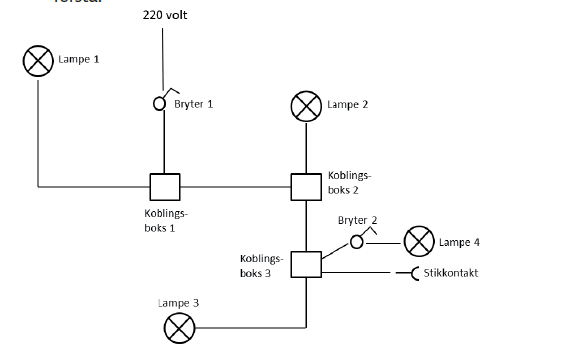 forstår
220 volt
Lampe 1
Bryter 1
Lampe 2
Koblings-
boks 2
Koblings-
boks 1
Bryter 2
Lampe 4
Koblings-
boks 3
Stikkontakt
Lampe 3